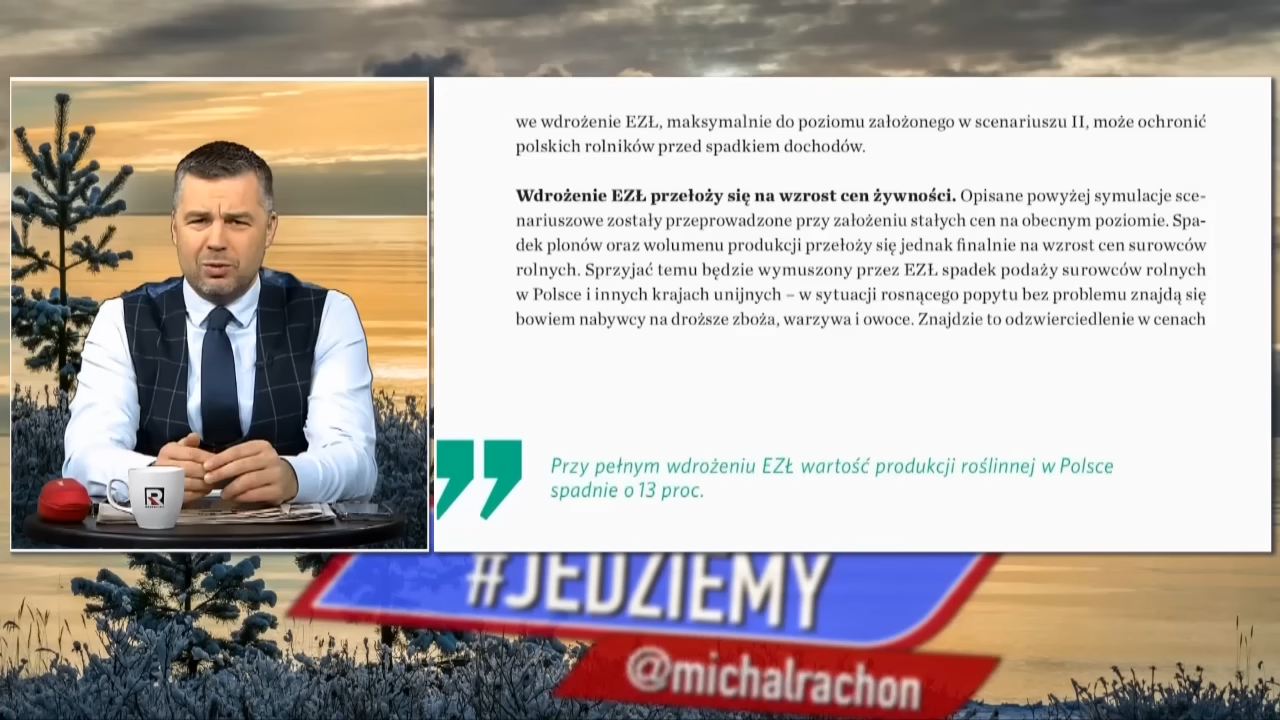 we wdrożenie EZŁ, maksymalnie do poziomu założonego w scenariuszu II, może ochronić
polskich rolników przed spadkiem dochodów.
Wdrożenie EZŁ przełoży się na wzrost cen żywności. Opisane powyżej symulacje sce-
nariuszowe zostały przeprowadzone przy założeniu stałych cen na obecnym poziomie. Spa-
dek plonów oraz wolumenu produkcji przełoży się jednak finalnie na wzrost cen surowców
rolnych. Sprzyjać temu będzie wymuszony przez EZŁ spadek podaży surowców rolnych
w Polsce i innych krajach unijnych – w sytuacji rosnącego popytu bez problemu znajdą się
bowiem nabywcy na droższe zboża, warzywa i owoce. Znajdzie to odzwierciedlenie w cenach
” Przy pełnym wdrożeniu EZŁ wartość produkcji roślinnej w Polsce
spadnie o 13 proc.
R
#JEDZIEMY
@michalrachon